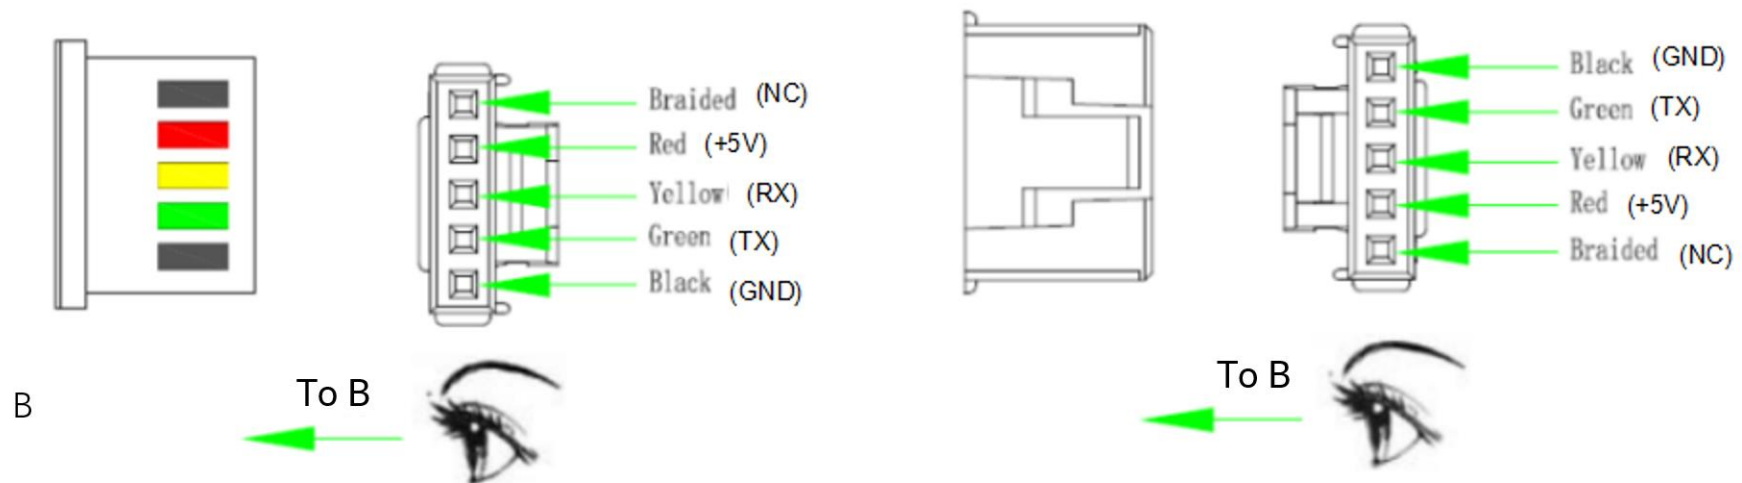 Braided (NC)
Red (+5V)
Yellow (RX)
Green (TX)
Black (GND)
To B
B
Black (GND)
Green (TX)
Yellow (RX)
Red (+5V)
Braided (NC)
To B